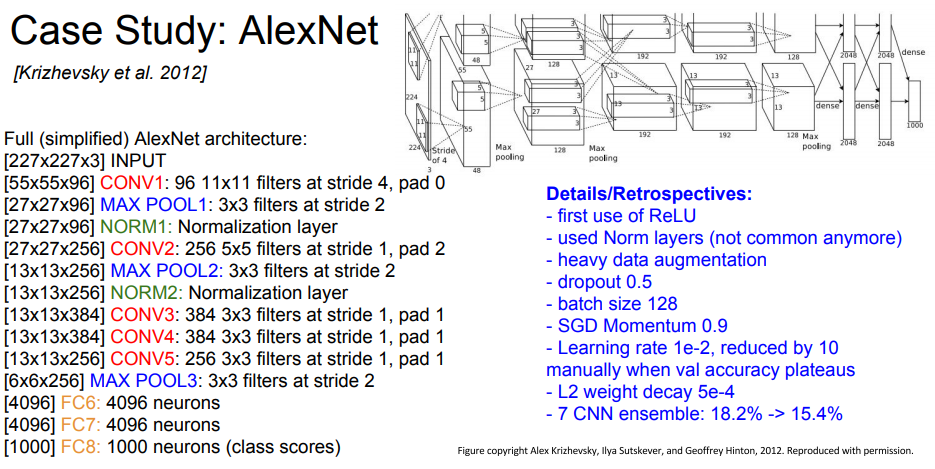 Case Study: AlexNet
[Krizhevsky et al. 2012]
11
11
5
5
48
55
224
27
3
3
128
192
3
3
192
3
3
128
2048
2048
dense
13
13
13
3
3
dense
dense
1000
224
11
11
Stride
of 4
3
5
5
55
48
Max
pooling
27
3
3
128
Max
pooling
13
3
3
192
192
128
Max
pooling
2048
2048
Full (simplified) AlexNet architecture:
[227x227x3] INPUT
[55x55x96] CONV1: 96 11x11 filters at stride 4, pad 0
[27x27x96] MAX POOL1: 3x3 filters at stride 2
[27x27x96] NORM1: Normalization layer
[27x27x256] CONV2: 256 5x5 filters at stride 1, pad 2
[13x13x256] MAX POOL2: 3x3 filters at stride 2
[13x13x256] NORM2: Normalization layer
[13x13x384] CONV3: 384 3x3 filters at stride 1, pad 1
[13x13x384] CONV4: 384 3x3 filters at stride 1, pad 1
[13x13x256] CONV5: 256 3x3 filters at stride 1, pad 1
[6x6x256] MAX POOL3: 3x3 filters at stride 2
[4096] FC6: 4096 neurons
[4096] FC7: 4096 neurons
[1000] FC8: 1000 neurons (class scores)
Details/Retrospectives:
- first use of ReLU
- used Norm layers (not common anymore)
- heavy data augmentation
- dropout 0.5
- batch size 128
- SGD Momentum 0.9
- Learning rate 1e-2, reduced by 10
manually when val accuracy plateaus
- L2 weight decay 5e-4
- 7 CNN ensemble: 18.2% -> 15.4%
Figure copyright Alex Krizhevsky, Ilya Sutskever, and Geoffrey Hinton, 2012. Reproduced with permission.